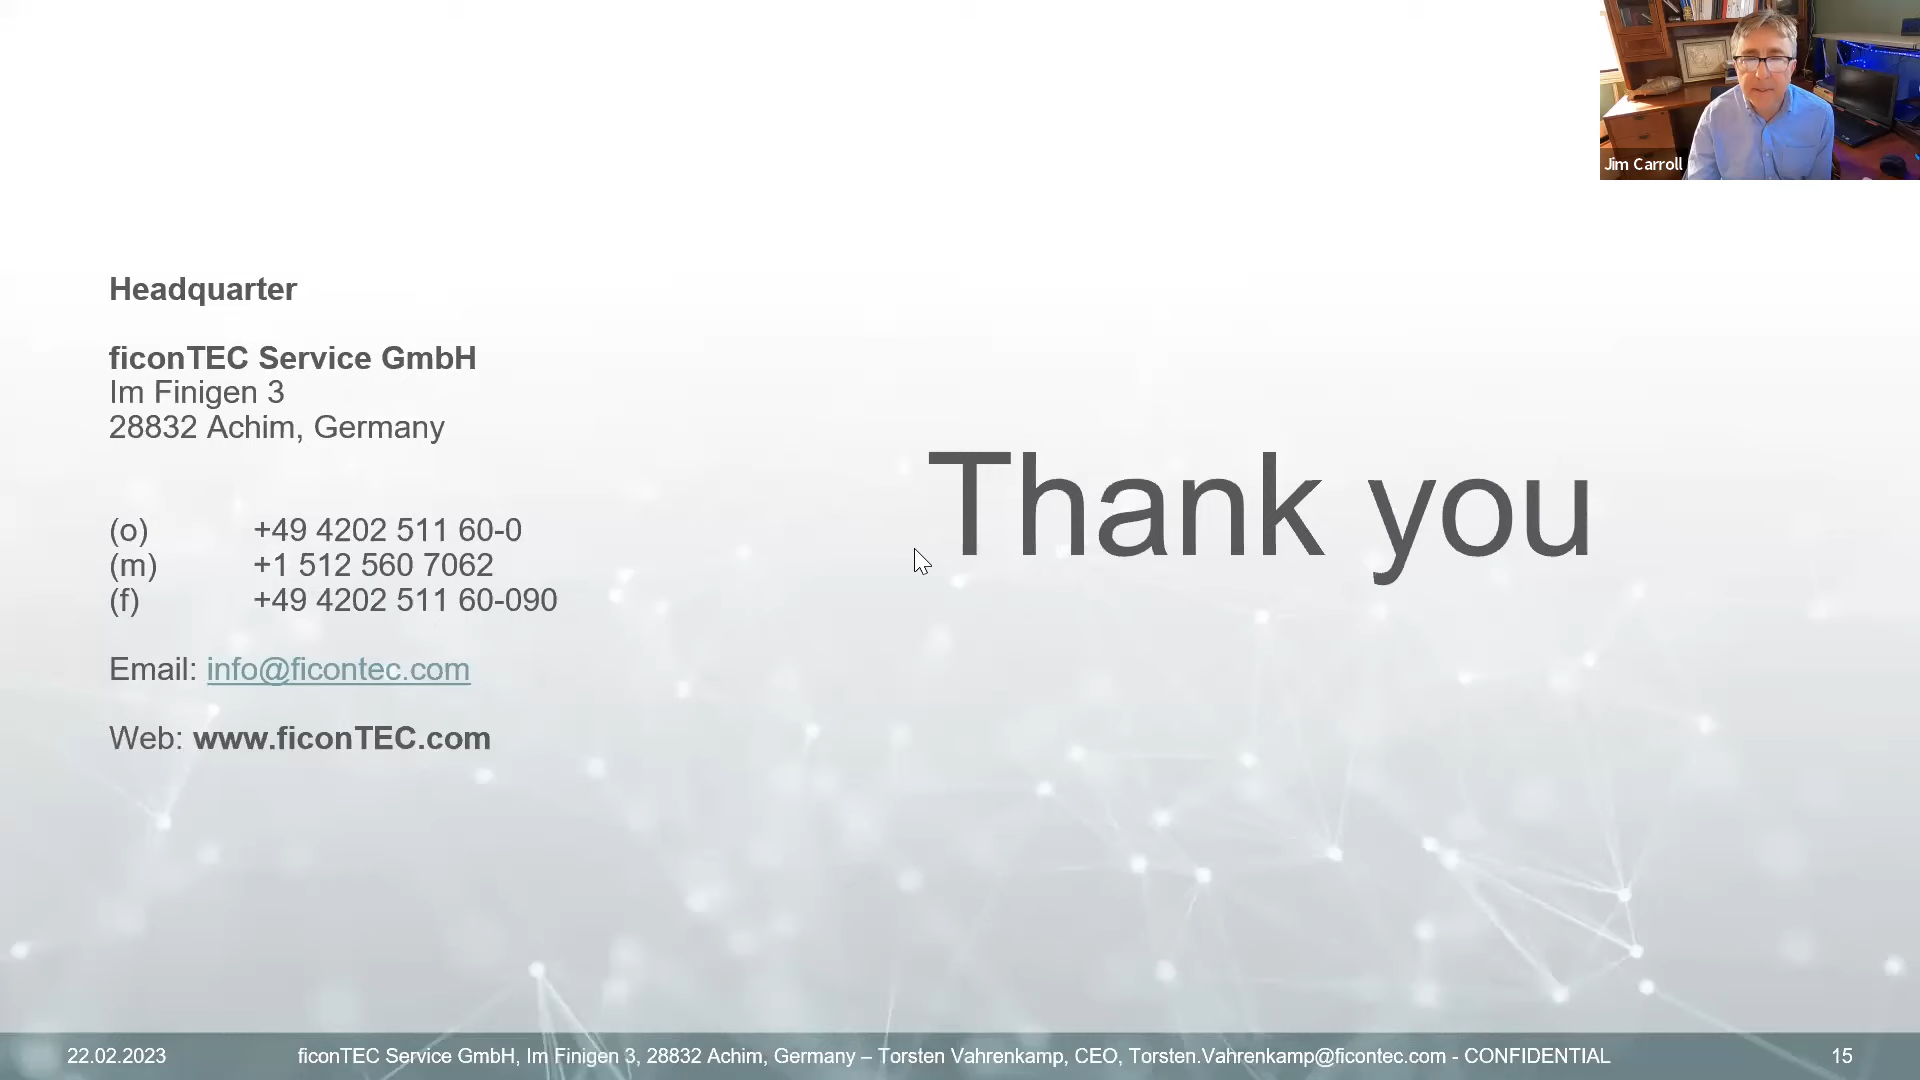 Jim Carroll
Headquarter
ficonTEC Service GmbH
Im Finigen 3
28832 Achim, Germany
(o) +49 4202 511 60-0
(m) +1 512 560 7062
(f) +49 4202 511 60-090
Email: info@ficontec.com
Web: www.ficonTEC.com
Thank you
22.02.2023 ficonTEC Service GmbH, Im Finigen 3, 28832 Achim, Germany – Torsten Vahrenkamp, CEO, Torsten.Vahrenkamp@ficontec.com - CONFIDENTIAL 15